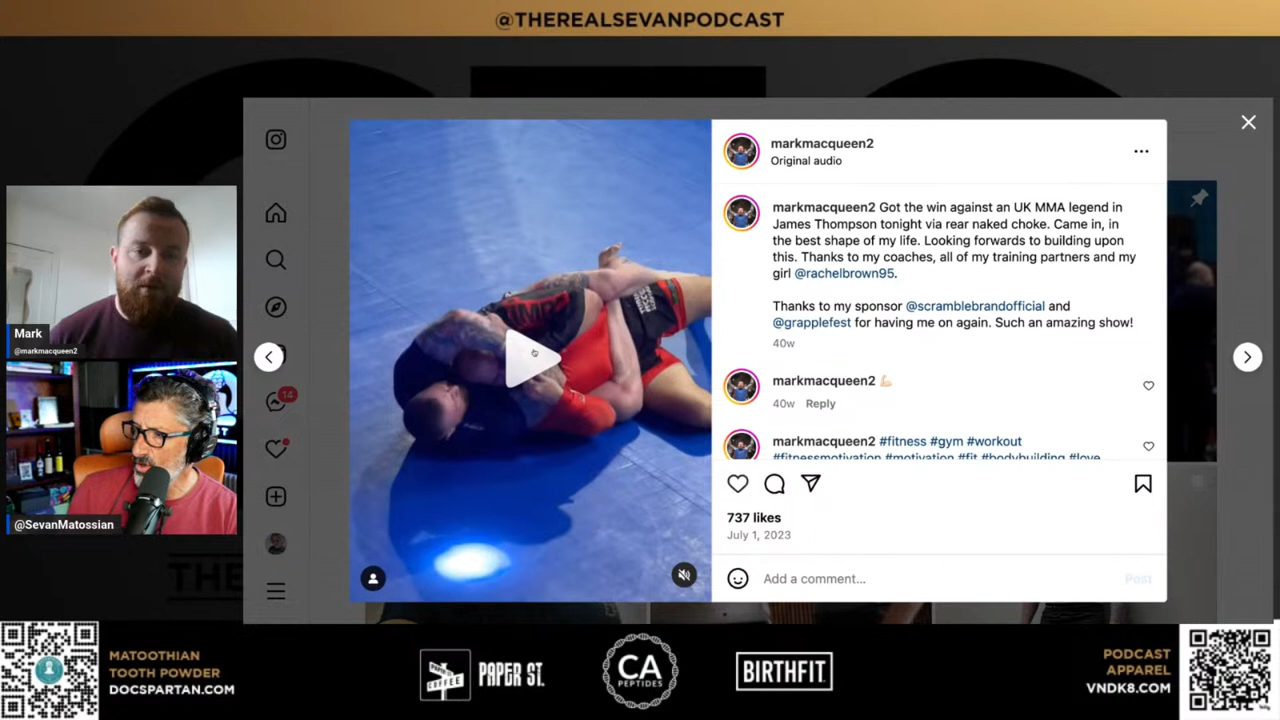 @THEREALSEVANPODCAST
markmacqueen2
Original audio
markmacqueen2 Got the win against an UK MMA legend in
James Thompson tonight via rear naked choke. Came in, in
the best shape of my life. Looking forwards to building upon
this. Thanks to my coaches, all of my training partners and my
girl @rachelbrown95.
Thanks to my sponsor @scramblebrandofficial and
@grapplefest for having me on again. Such an amazing show!
40w
markmacqueen2 💪🏻
40w Reply
markmacqueen2 #fitness #gym #workout
#fitnessmotivation #motivation #fit #bodybuilding #love
737 likes
July 1, 2023
Add a comment...
Post
14
Mark
@markmacqueen2
@SevanMatossian
THE
MATOOTHIAN
TOOTH POWDER
DOCSPARTAN.COM
PAPER ST.
COFFEE
CA
PEPTIDES
BIRTHFIT
PODCAST
APPAREL
VNDK8.COM